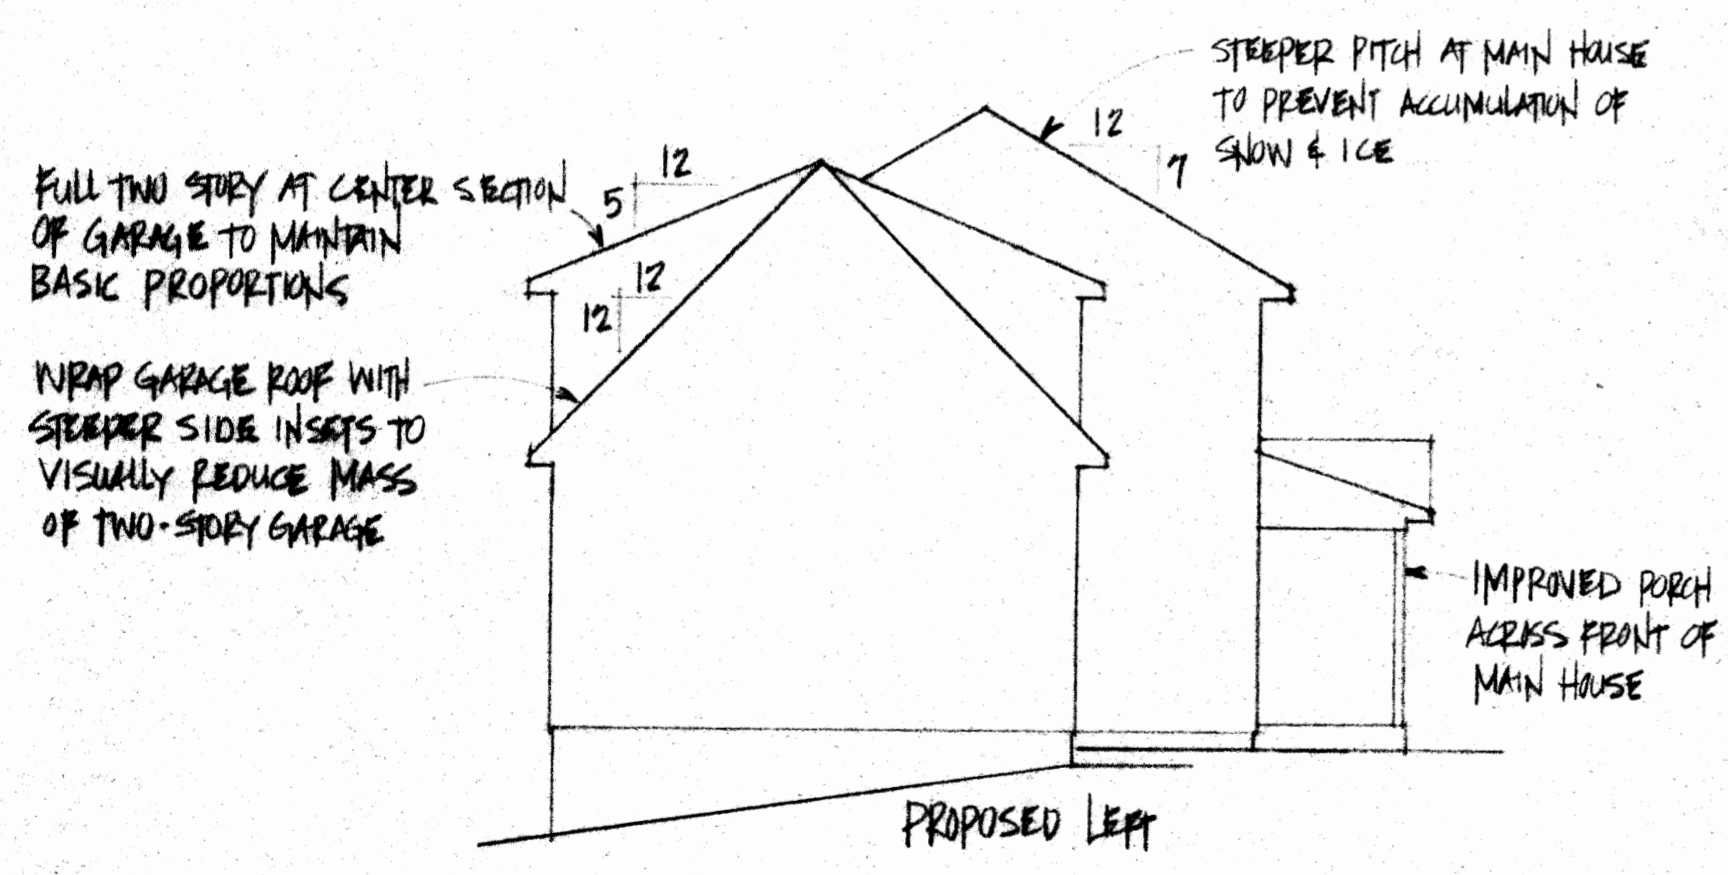 STEEPER PITCH AT MAIN HOUSE
TO PREVENT ACCUMULATION OF
SNOW & ICE
12
7
FULL TWO STORY AT CENTER SECTION
OF GARAGE TO MAINTAIN
BASIC PROPORTIONS
12
5
12
12
WRAP GARAGE ROOF WITH
STEEPER SIDE INSETS TO
VISUALLY REDUCE MASS
OF TWO-STORY GARAGE
IMPROVED PORCH
ACROSS FRONT OF
MAIN HOUSE
PROPOSED LEFT